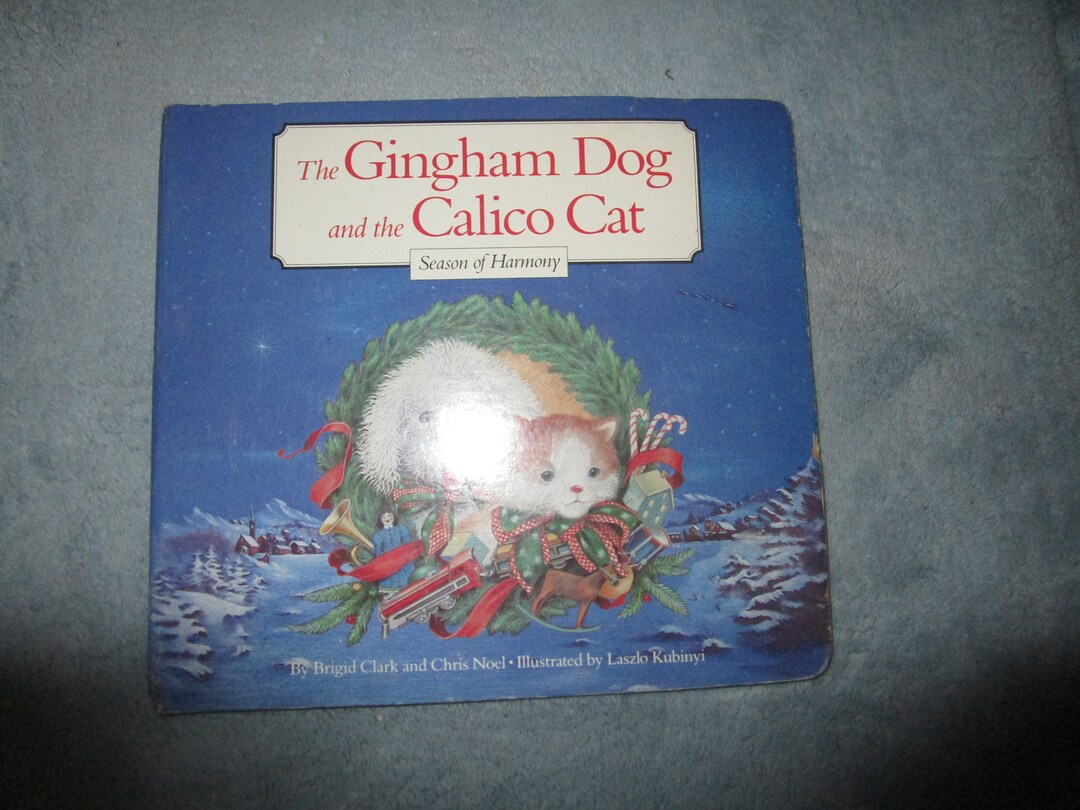 The Gingham Dog
and the Calico Cat
Season of Harmony
By Brigid Clark and Chris Noel • Illustrated by Laszlo Kubinyi